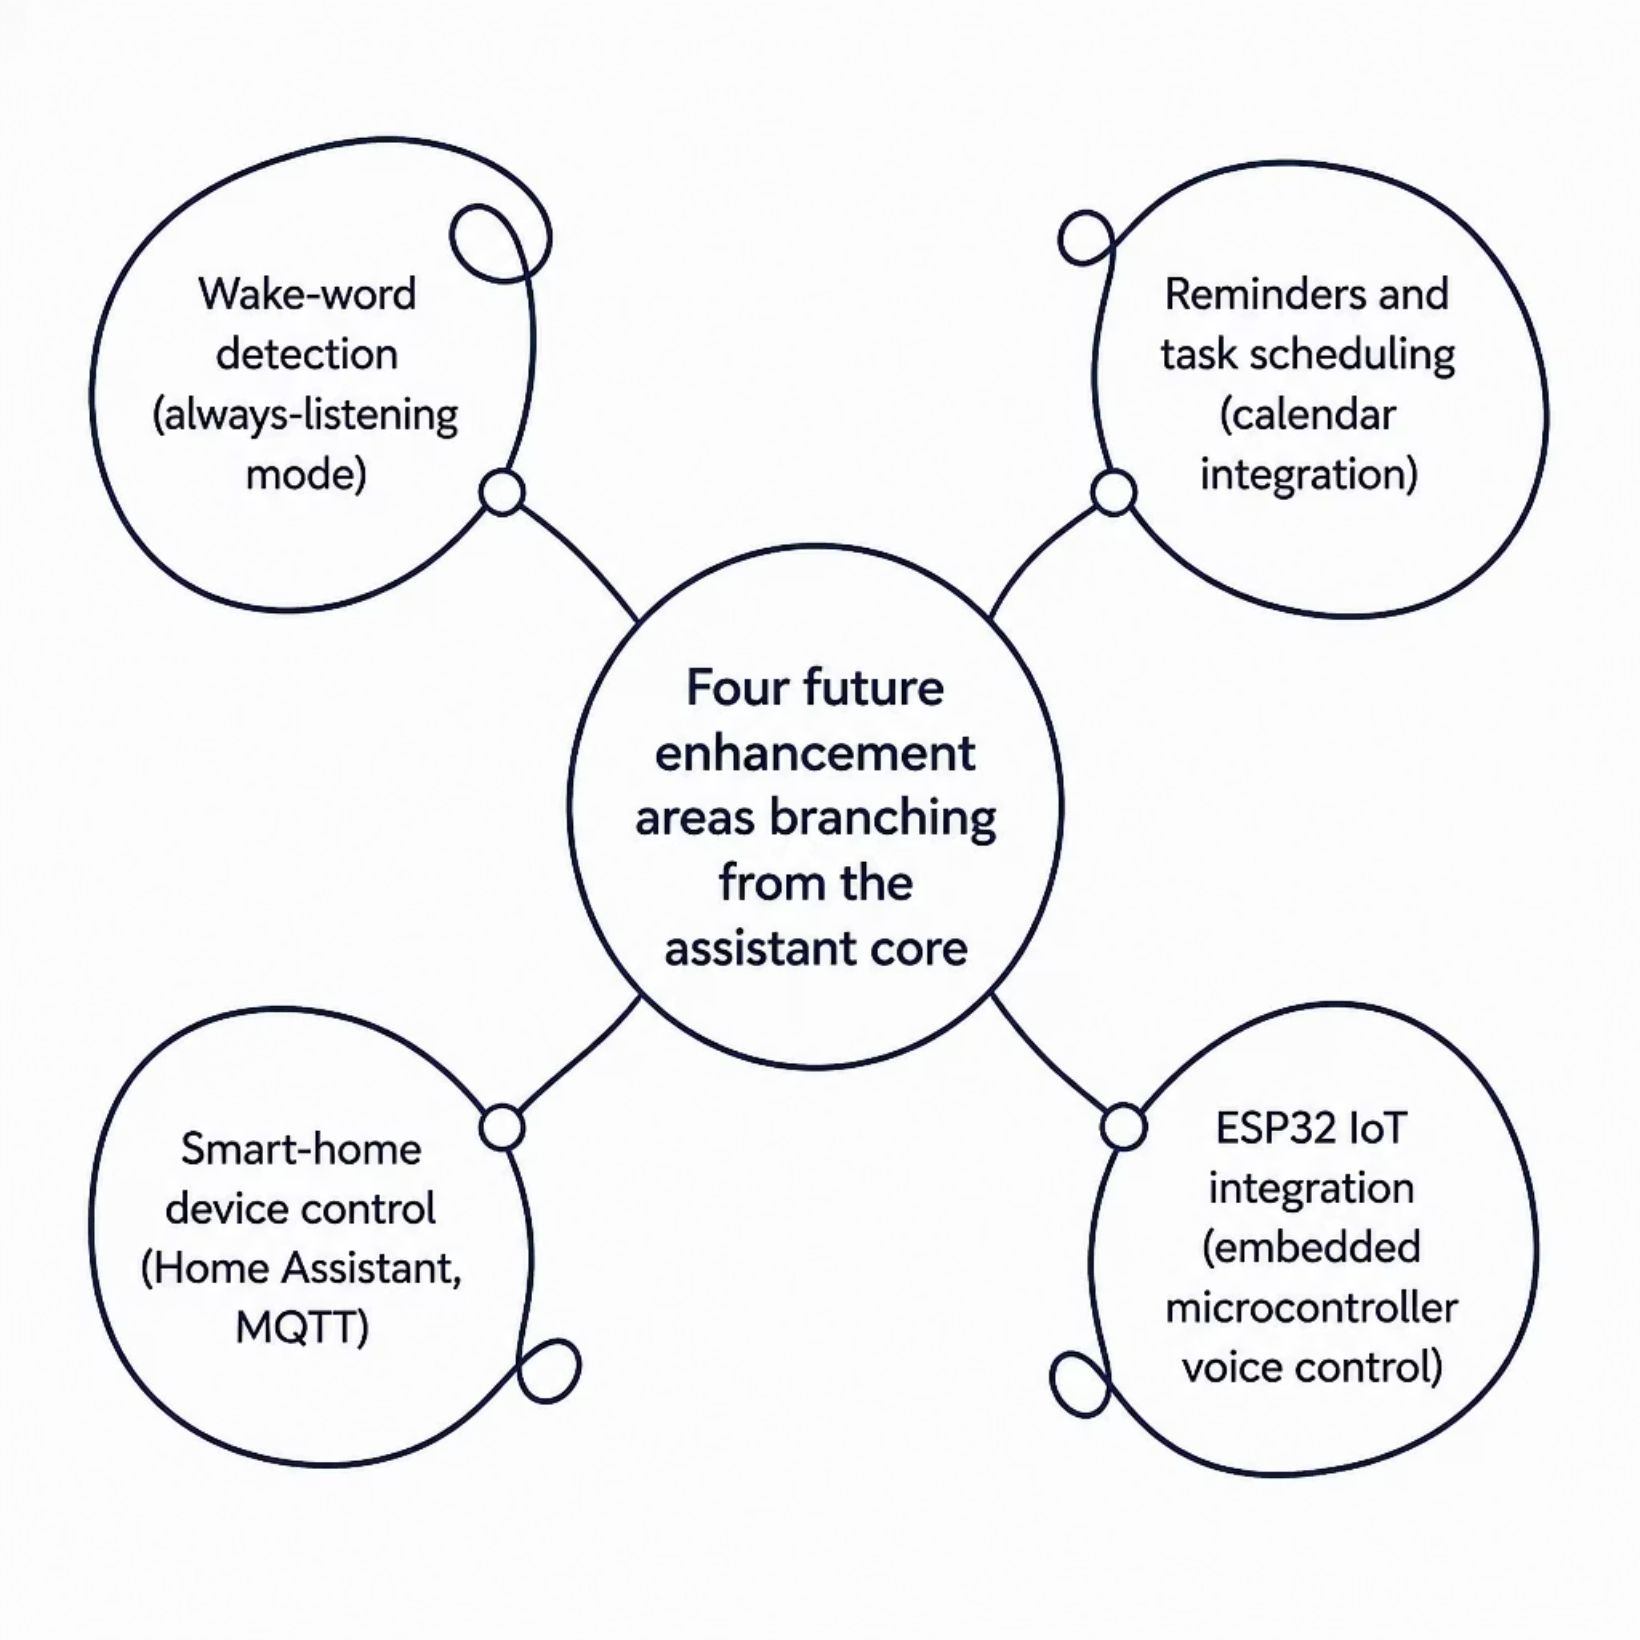 Wake-word
detection
(always-listening
mode)
Reminders and
task scheduling
(calendar
integration)
Four future
enhancement
areas branching
from the
assistant core
Smart-home
device control
(Home Assistant,
MQTT)
ESP32 IoT
integration
(embedded
microcontroller
voice control)